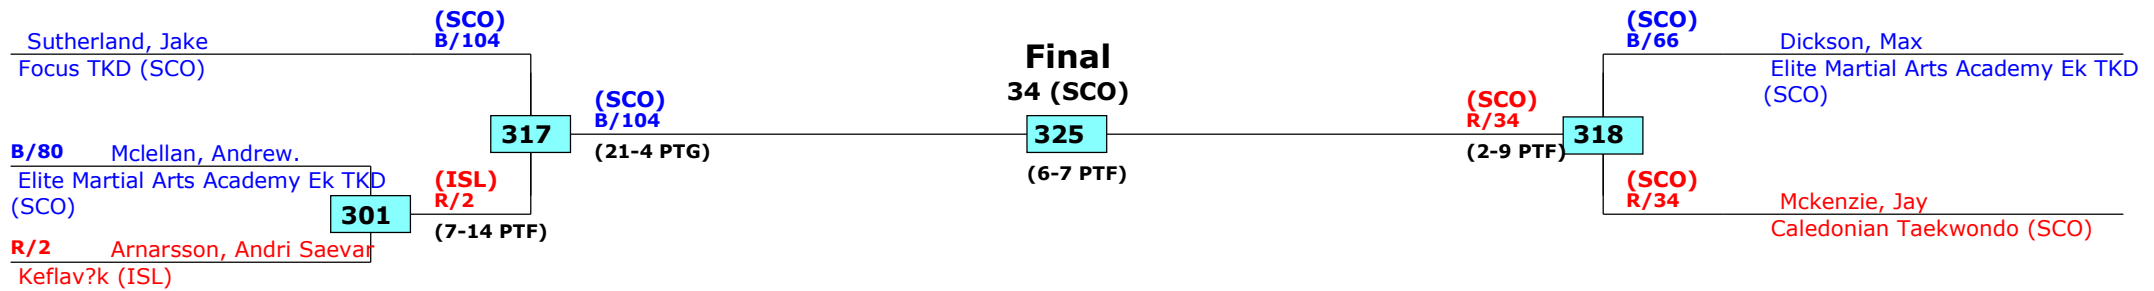 (SCO)
B/104
Sutherland, Jake
Focus TKD (SCO)
B/80 Mclellan, Andrew.
Elite Martial Arts Academy Ek TKD
(SCO)
R/2 Arnarsson, Andri Saevar
Keflav?k (ISL)
301
(ISL)
R/2
(7-14 PTF)
317
(SCO)
B/104
(21-4 PTG)
Final
34 (SCO)
325
(6-7 PTF)
(SCO)
R/34
(2-9 PTF)
318
(SCO)
B/66
Dickson, Max
Elite Martial Arts Academy Ek TKD
(SCO)
(SCO)
R/34
Mckenzie, Jay
Caledonian Taekwondo (SCO)